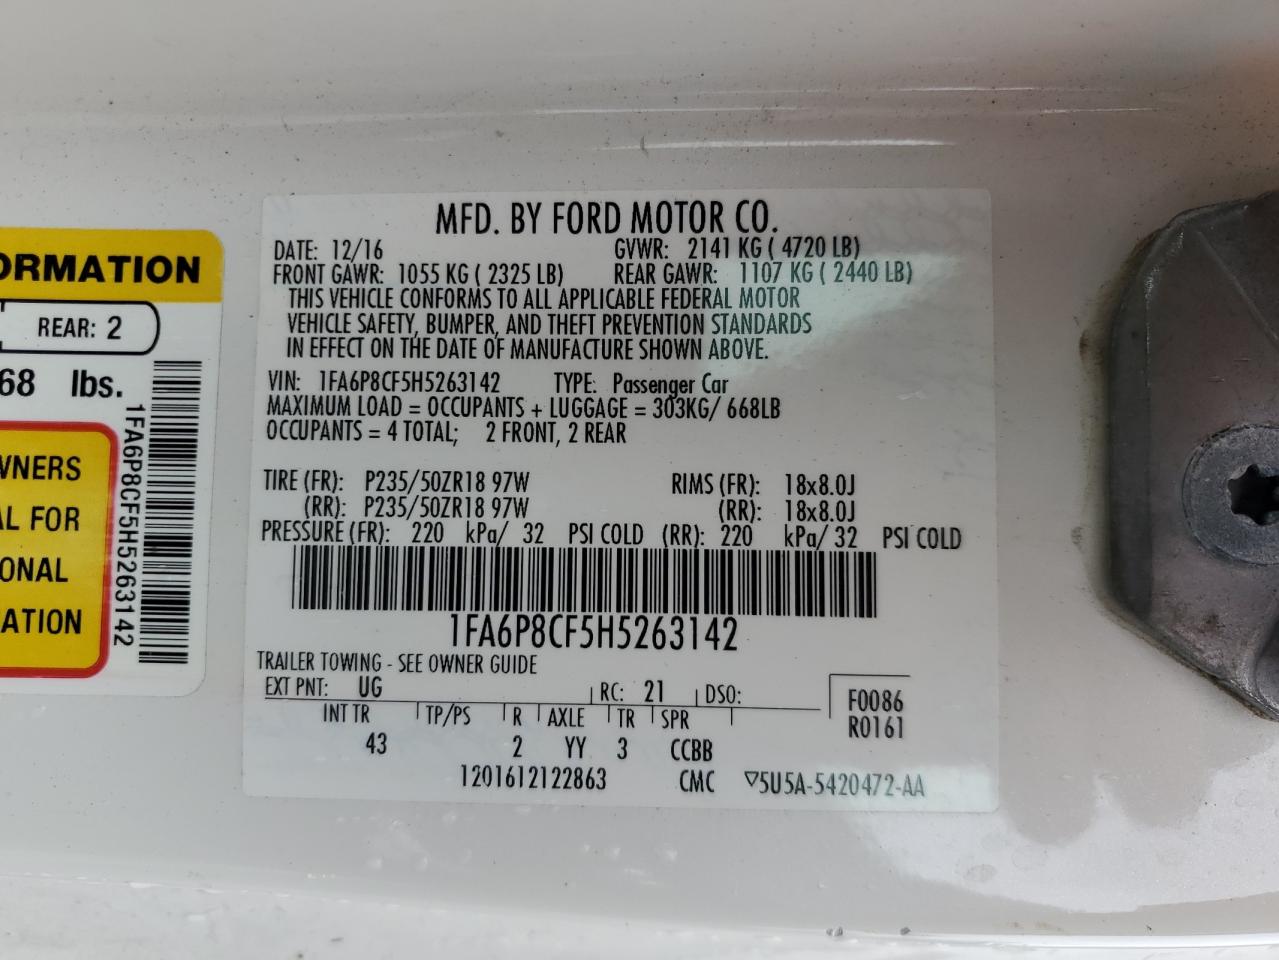 MFD. BY FORD MOTOR CO.
DATE: 12/16 GVWR: 2141 KG ( 4720 LB)
FRONT GAWR: 1055 KG ( 2325 LB) REAR GAWR: 1107 KG ( 2440 LB)
THIS VEHICLE CONFORMS TO ALL APPLICABLE FEDERAL MOTOR
VEHICLE SAFETY, BUMPER, AND THEFT PREVENTION STANDARDS
IN EFFECT ON THE DATE OF MANUFACTURE SHOWN ABOVE.
VIN: 1FA6P8CF5H5263142 TYPE: Passenger Car
MAXIMUM LOAD = OCCUPANTS + LUGGAGE = 303KG/ 668LB
OCCUPANTS = 4 TOTAL; 2 FRONT, 2 REAR
TIRE (FR): P235/50ZR18 97W RIMS (FR): 18x8.0J
(RR): P235/50ZR18 97W (RR): 18x8.0J
PRESSURE (FR): 220 kPa/ 32 PSI COLD (RR): 220 kPa/ 32 PSI COLD
1FA6P8CF5H5263142
TRAILER TOWING - SEE OWNER GUIDE
EXT PNT: UG RC: 21 DSO:
INT TR TP/PS R AXLE TR SPR
43 2 YY 3 CCBB
F0086
R0161
1201612122863 CMC ▽5U5A-5420472-AA
ORMATION
REAR: 2
68 lbs.
WNERS
AL FOR
ONAL
ATION
1FA6P8CF5H5263142